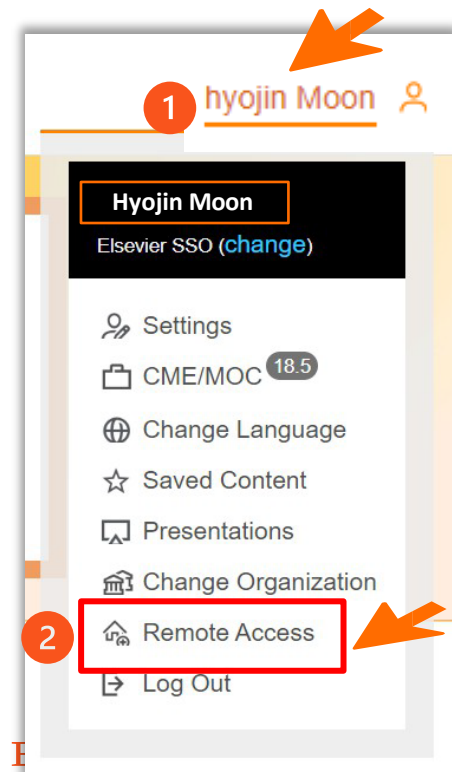 1 hyojin Moon
Hyojin Moon
Elsevier SSO (change)
Settings
CME/MOC 18.5
Change Language
Saved Content
Presentations
Change Organization
2 Remote Access
Log Out